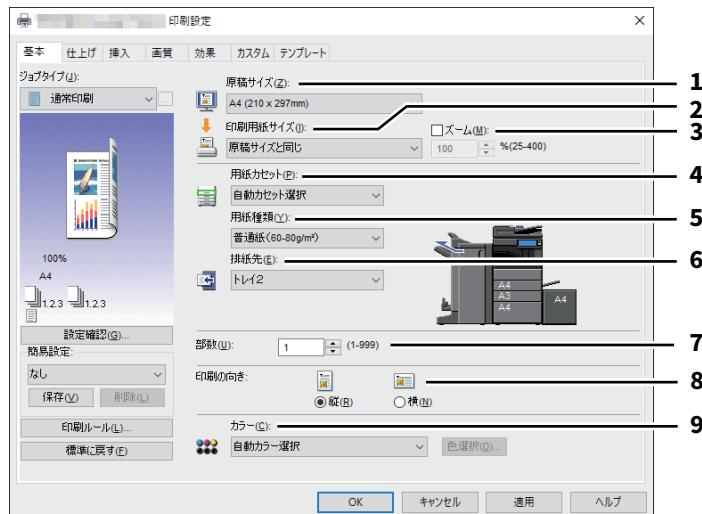 印刷設定
基本 仕上げ 挿入 画質 効果 カスタム テンプレート
ジョブタイプ(J):
通常印刷
...
100%
A4
1.2.3 1.2.3
設定確認(G)...
簡易設定:
なし
保存(V) 削除(L)
印刷ルール(L)...
標準に戻す(F)
原稿サイズ(Z):
A4 (210 x 297mm)
印刷用紙サイズ(I):
原稿サイズと同じ
ズーム(M):
100 %(25-400)
用紙カセット(P):
自動カセット選択
用紙種類(Y):
普通紙(60-80g/m²)
排紙先(E):
トレイ2
A4
A3
A4
A4
部数(U): 1 (1-999)
印刷の向き:
縦(R) 横(N)
カラー(C):
自動カラー選択 色選択(D)...
OK キャンセル 適用 ヘルプ
1
2
3
4
5
6
7
8
9